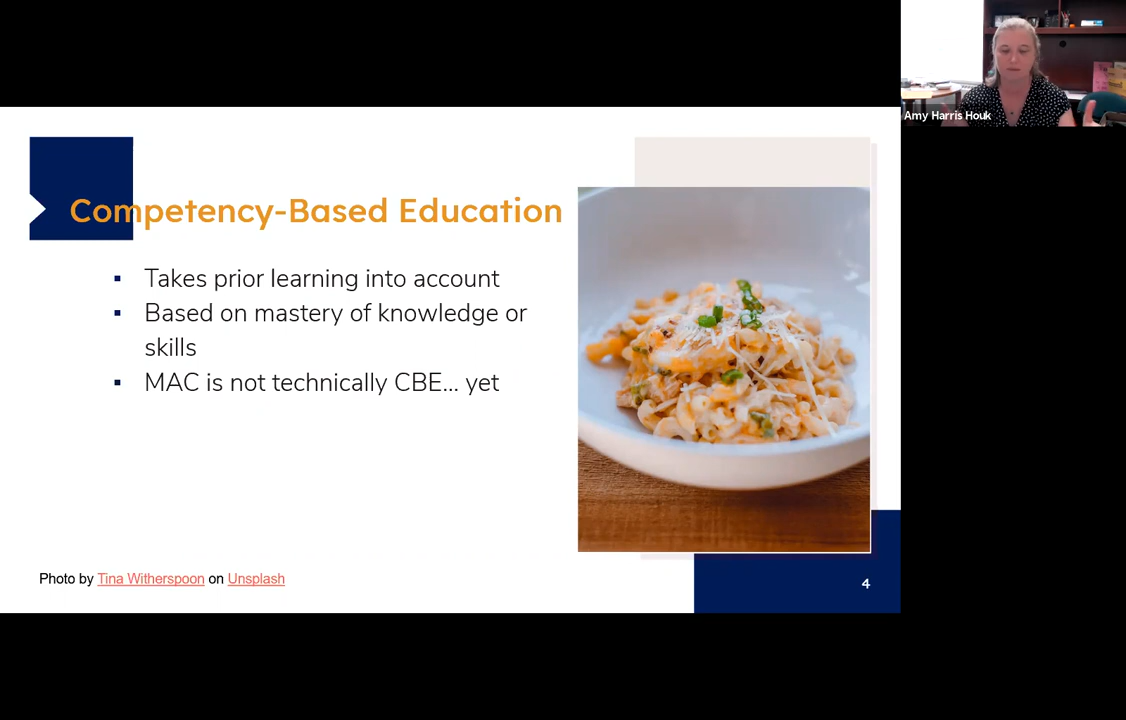 Amy Harris Houk
Competency-Based Education
▪ Takes prior learning into account
▪ Based on mastery of knowledge or
skills
▪ MAC is not technically CBE... yet
Photo by Tina Witherspoon on Unsplash
4